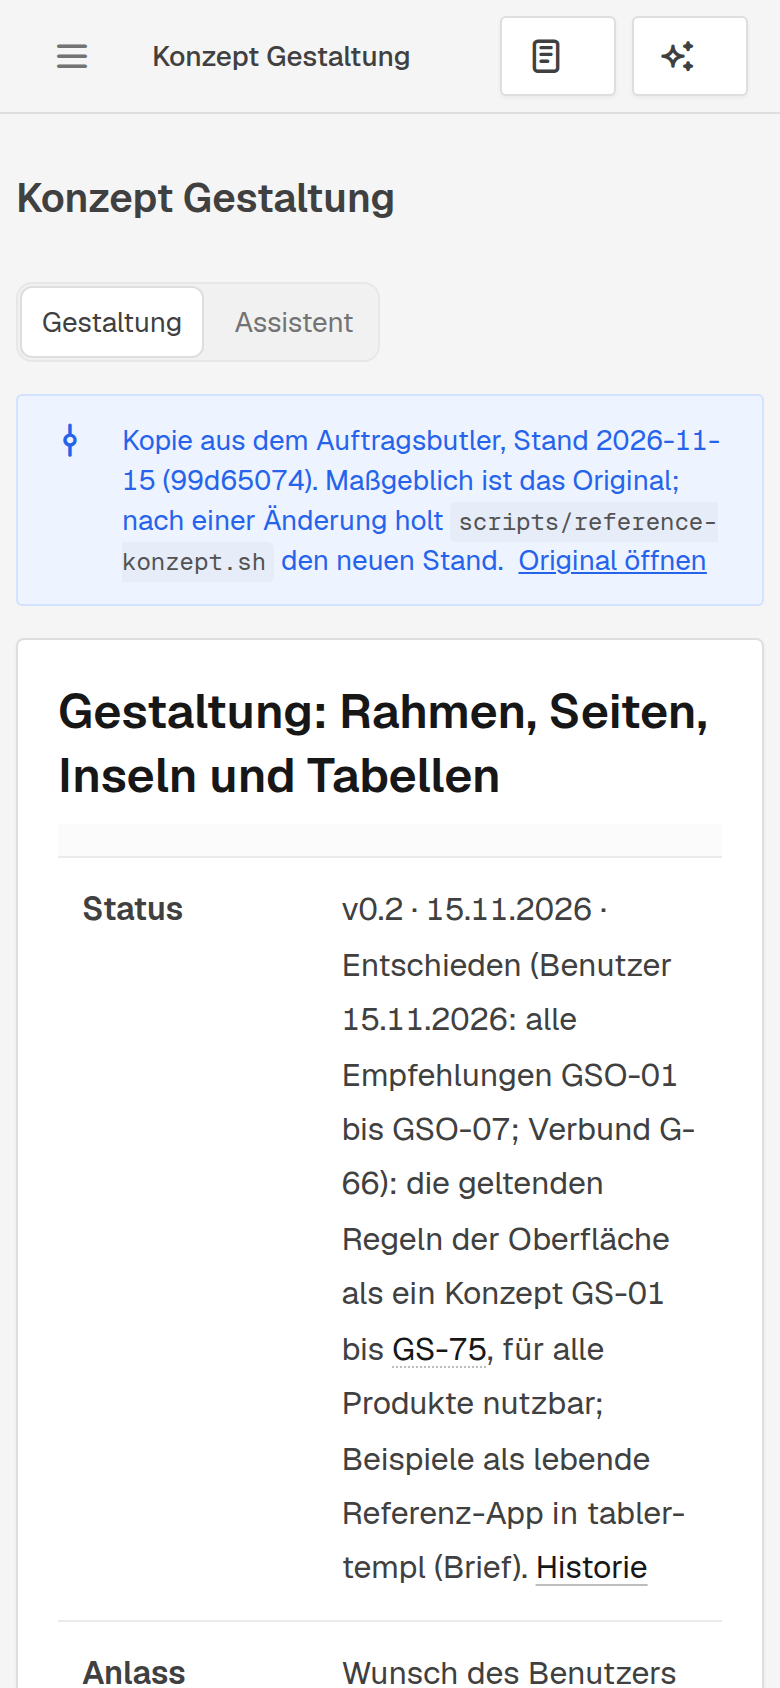 Konzept Gestaltung
Konzept Gestaltung
Gestaltung
Assistent
Kopie aus dem Auftragsbutler, Stand 2026-11-
15 (99d65074). Maßgeblich ist das Original;
nach einer Änderung holt scripts/reference-
konzept.sh den neuen Stand. Original öffnen
Gestaltung: Rahmen, Seiten,
Inseln und Tabellen
Status
v0.2 · 15.11.2026 ·
Entschieden (Benutzer
15.11.2026: alle
Empfehlungen GSO-01
bis GSO-07; Verbund G-
66): die geltenden
Regeln der Oberfläche
als ein Konzept GS-01
bis GS-75, für alle
Produkte nutzbar;
Beispiele als lebende
Referenz-App in tabler-
templ (Brief). Historie
Anlass
Wunsch des Benutzers